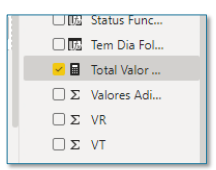 Status Func...
Tem Dia Fol...
Total Valor ...
Σ Valores Adi...
Σ VR
Σ VT